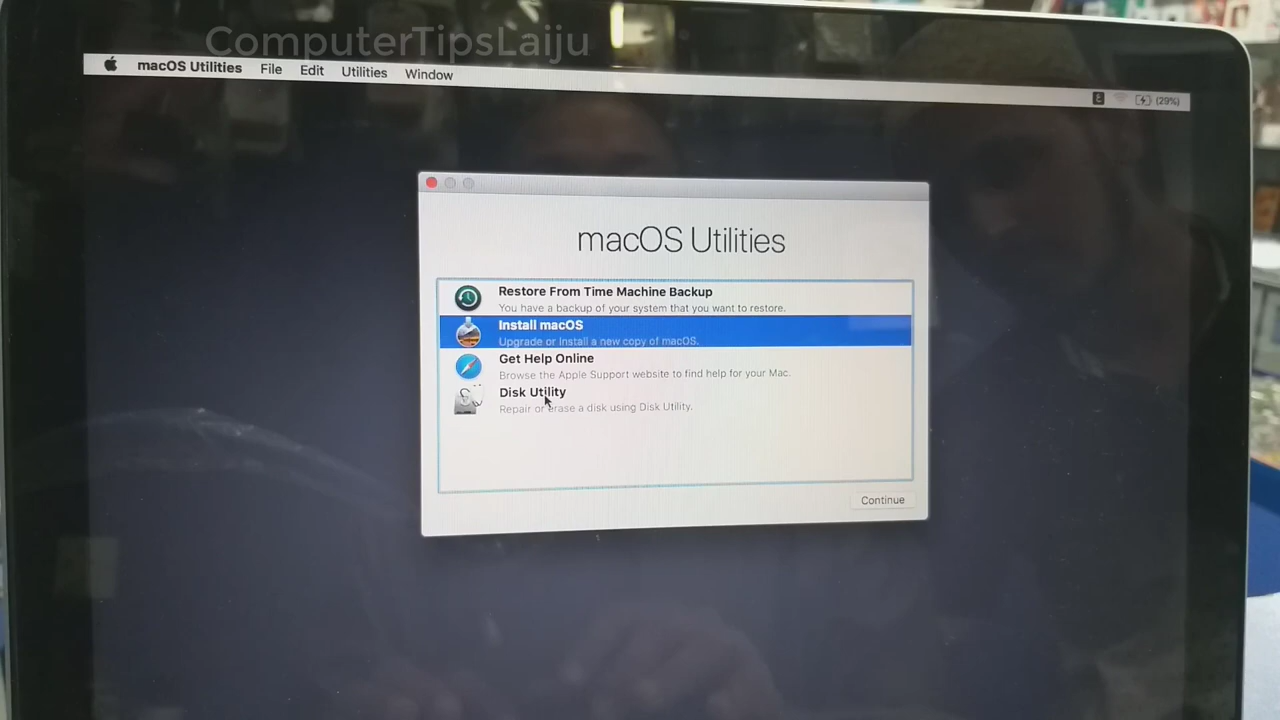 ComputerTipsLaiju
macOS Utilities File Edit Utilities Window
(29%)
macOS Utilities
Restore From Time Machine Backup
You have a backup of your system that you want to restore.
Install macOS
Upgrade or install a new copy of macOS.
Get Help Online
Browse the Apple Support website to find help for your Mac.
Disk Utility
Repair or erase a disk using Disk Utility.
Continue